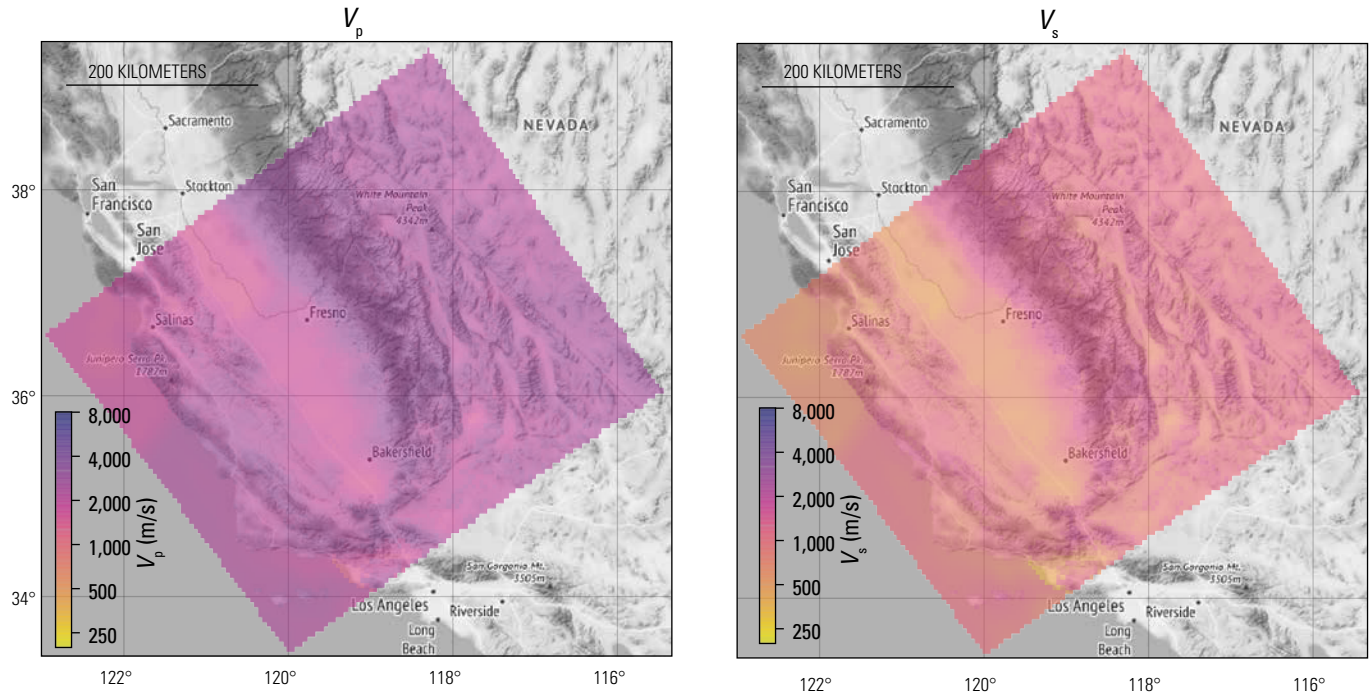 Vp
200 KILOMETERS
Sacramento
NEVADA
38°
Stockton
White Mountain
Peak
4342m
San
Francisco
San
Jose
Salinas
Fresno
Junipero Serra Pk.
1787m
36°
8,000
4,000
2,000
1,000
500
250
Vp (m/s)
Bakersfield
34°
San Gorgonio Mt.
3505m
Los Angeles
Riverside
Long
Beach
122°
120°
118°
116°
Vs
200 KILOMETERS
Sacramento
NEVADA
Stockton
White Mountain
Peak
4342m
San
Francisco
San
Jose
Salinas
Fresno
Junipero Serra Pk.
1787m
8,000
4,000
2,000
1,000
500
250
Vs (m/s)
Bakersfield
San Gorgonio Mt.
3505m
Los Angeles
Riverside
Long
Beach
122°
120°
118°
116°